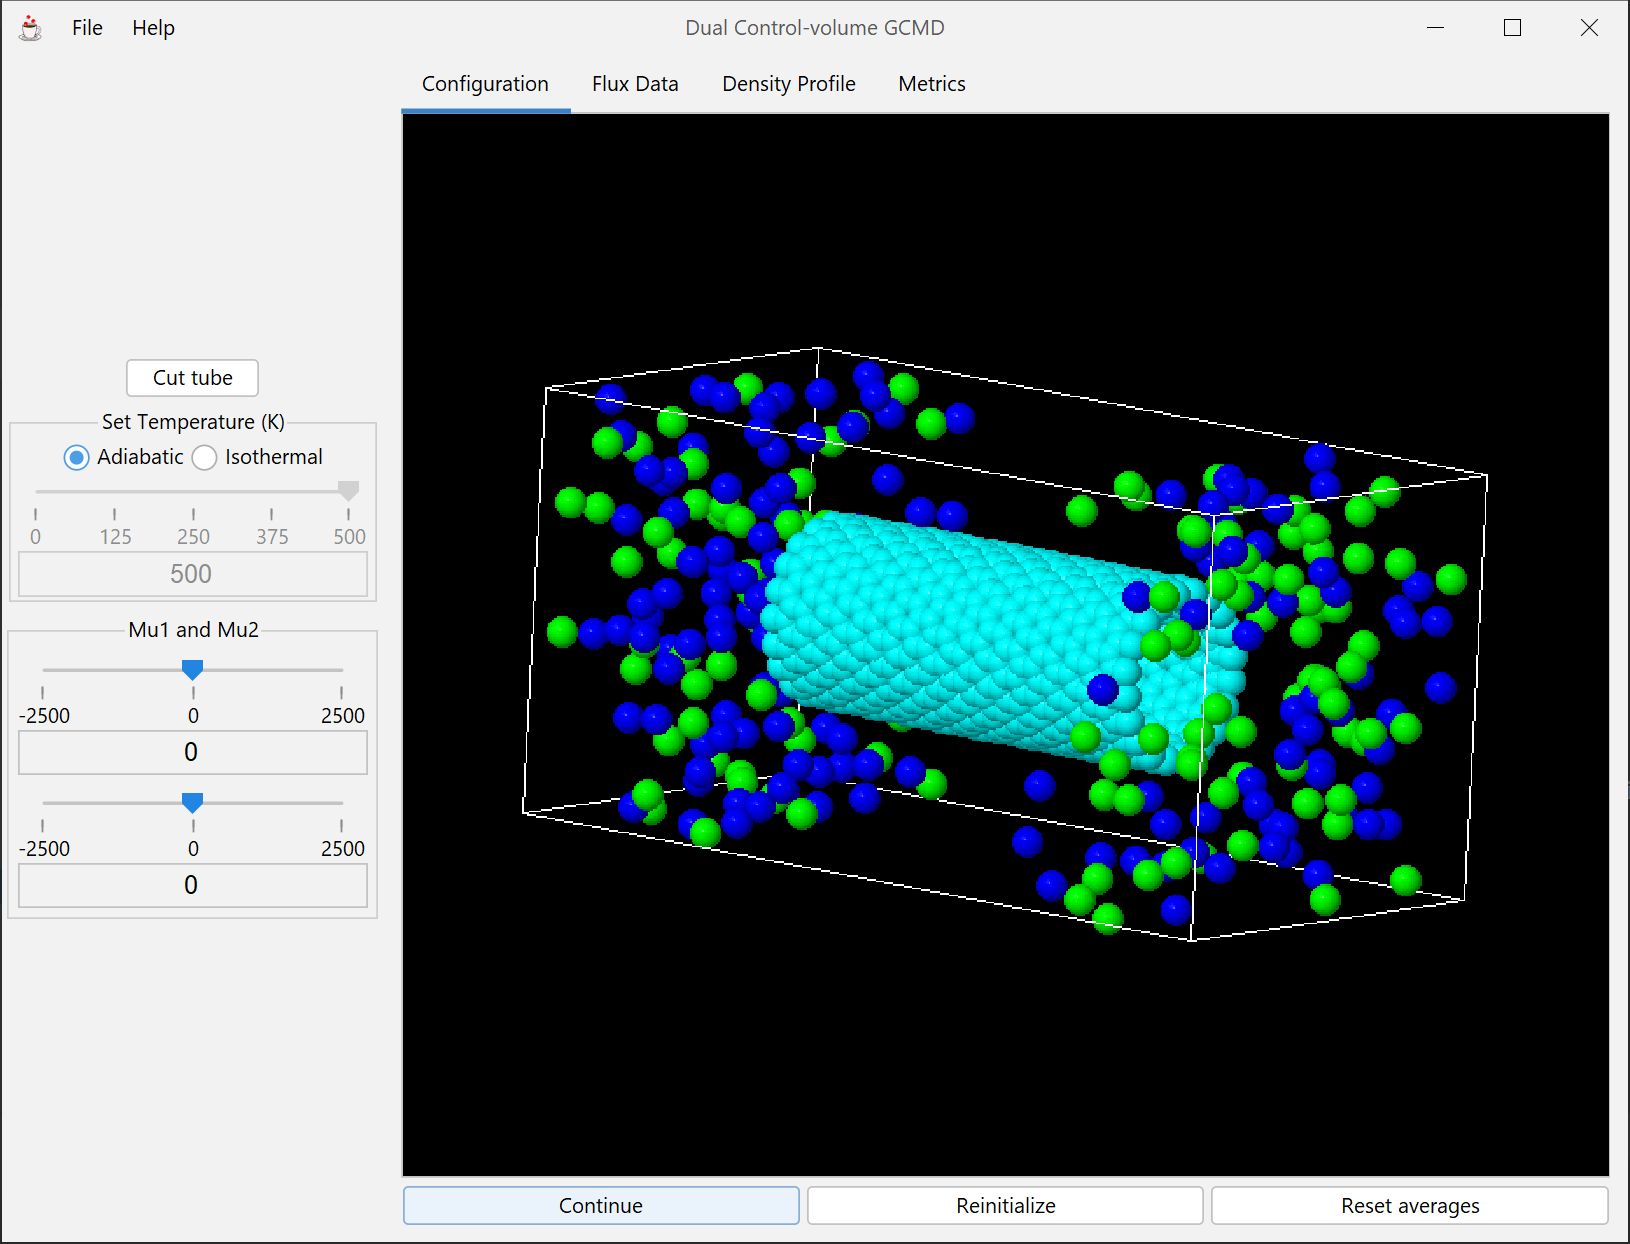 File Help
Dual Control-volume GCMD
Configuration Flux Data Density Profile Metrics
Cut tube
Set Temperature (K)
Adiabatic Isothermal
0 125 250 375 500
500
Mu1 and Mu2
-2500 0 2500
0
-2500 0 2500
0
Continue Reinitialize Reset averages